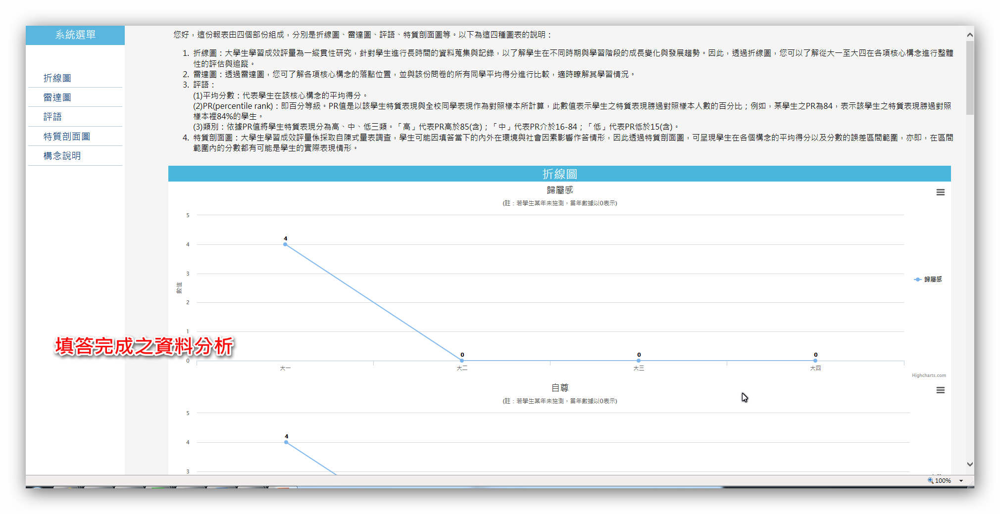 系統選單
折線圖
雷達圖
評語
特質剖面圖
構念說明
您好，這份報表由四個部份組成，分別是折線圖、雷達圖、評語、特質剖面圖等。以下為這四種圖表的說明：
1. 折線圖：大學生學習成效評量為一縱貫性研究，針對學生進行長時間的資料蒐集與記錄，以了解學生在不同時期與學習階段的成長變化與發展趨勢。因此，透過折線圖，您可以了解從大一至大四在各項核心構念進行整體
性的評估與追蹤。
2. 雷達圖：透過雷達圖，您可了解各項核心構念的落點位置，並與該份問卷的所有同學平均得分進行比較，適時瞭解其學習情況。
3. 評語：
(1)平均分數：代表學生在該核心構念的平均得分。
(2)PR(percentile rank)：即百分等級。PR值是以該學生特質表現與全校同學表現作為對照樣本所計算，此數值表示學生之特質表現勝過對照樣本人數的百分比；例如，某學生之PR為84，表示該學生之特質表現勝過對照
樣本裡84%的學生。
(3)類別：依據PR值將學生特質表現分為高、中、低三類。「高」代表PR高於85(含)；「中」代表PR介於16-84；「低」代表PR低於15(含)。
4. 特質剖面圖：大學生學習成效評量係採取自陳式量表調查，學生可能因填答當下的內外在環境與社會因素影響作答情形，因此透過特質剖面圖，可呈現學生在各個構念的平均得分以及分數的誤差區間範圍，亦即，在區間
範圍內的分數都有可能是學生的實際表現情形。
折線圖
歸屬感
(註：若學生某年未施測，當年數據以0表示)
5
4
3
2
1
0
數值
4
0
0
0
大一
大二
大三
大四
歸屬感
Highcharts.com
填答完成之資料分析
自尊
(註：若學生某年未施測，當年數據以0表示)
5
4
3
4
100%